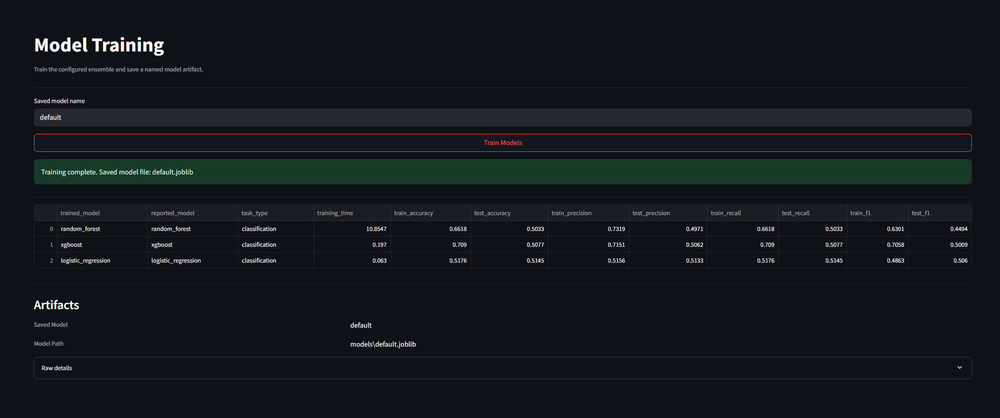 Model Training
Train the configured ensemble and save a named model artifact.
Saved model name
default
Train Models
Training complete. Saved model file: default.joblib
trained_model reported_model task_type training_time train_accuracy test_accuracy train_precision test_precision train_recall test_recall train_f1 test_f1
0 random_forest random_forest classification 10.8547 0.6618 0.5033 0.7319 0.4971 0.6618 0.5033 0.6301 0.4494
1 xgboost xgboost classification 0.197 0.709 0.5077 0.7151 0.5062 0.709 0.5077 0.7058 0.5009
2 logistic_regression logistic_regression classification 0.063 0.5176 0.5145 0.5156 0.5133 0.5176 0.5145 0.4863 0.506
Artifacts
Saved Model default
Model Path models\default.joblib
Raw details